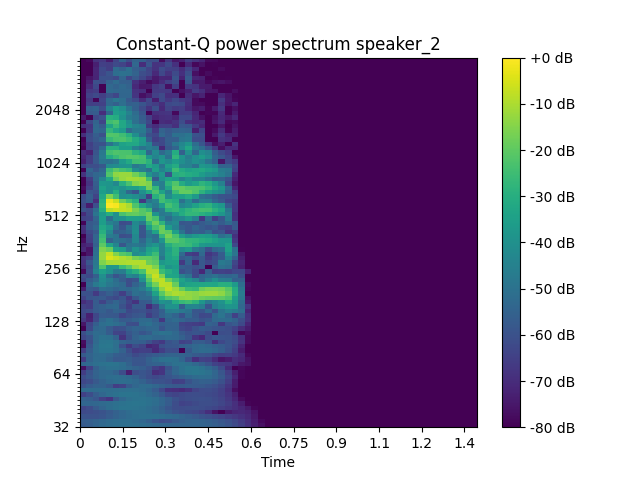 Constant-Q power spectrum speaker_2
Hz
2048
1024
512
256
128
64
32
0 0.15 0.3 0.45 0.6 0.75 0.9 1.1 1.2 1.4
Time
+0 dB
-10 dB
-20 dB
-30 dB
-40 dB
-50 dB
-60 dB
-70 dB
-80 dB